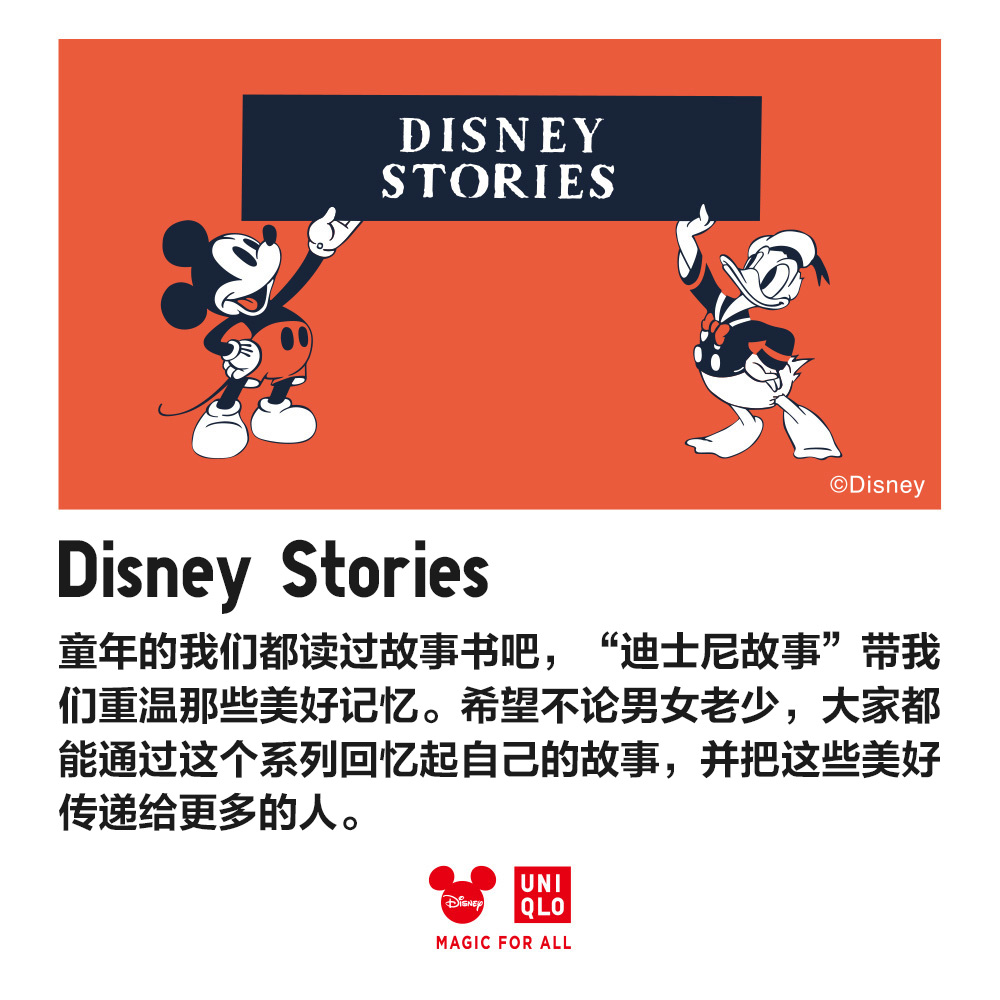 DISNEY
STORIES
©Disney
Disney Stories
童年的我们都读过故事书吧，“迪士尼故事”带我
们重温那些美好记忆。希望不论男女老少，大家都
能通过这个系列回忆起自己的故事，并把这些美好
传递给更多的人。
Disney
UNI
QLO
MAGIC FOR ALL